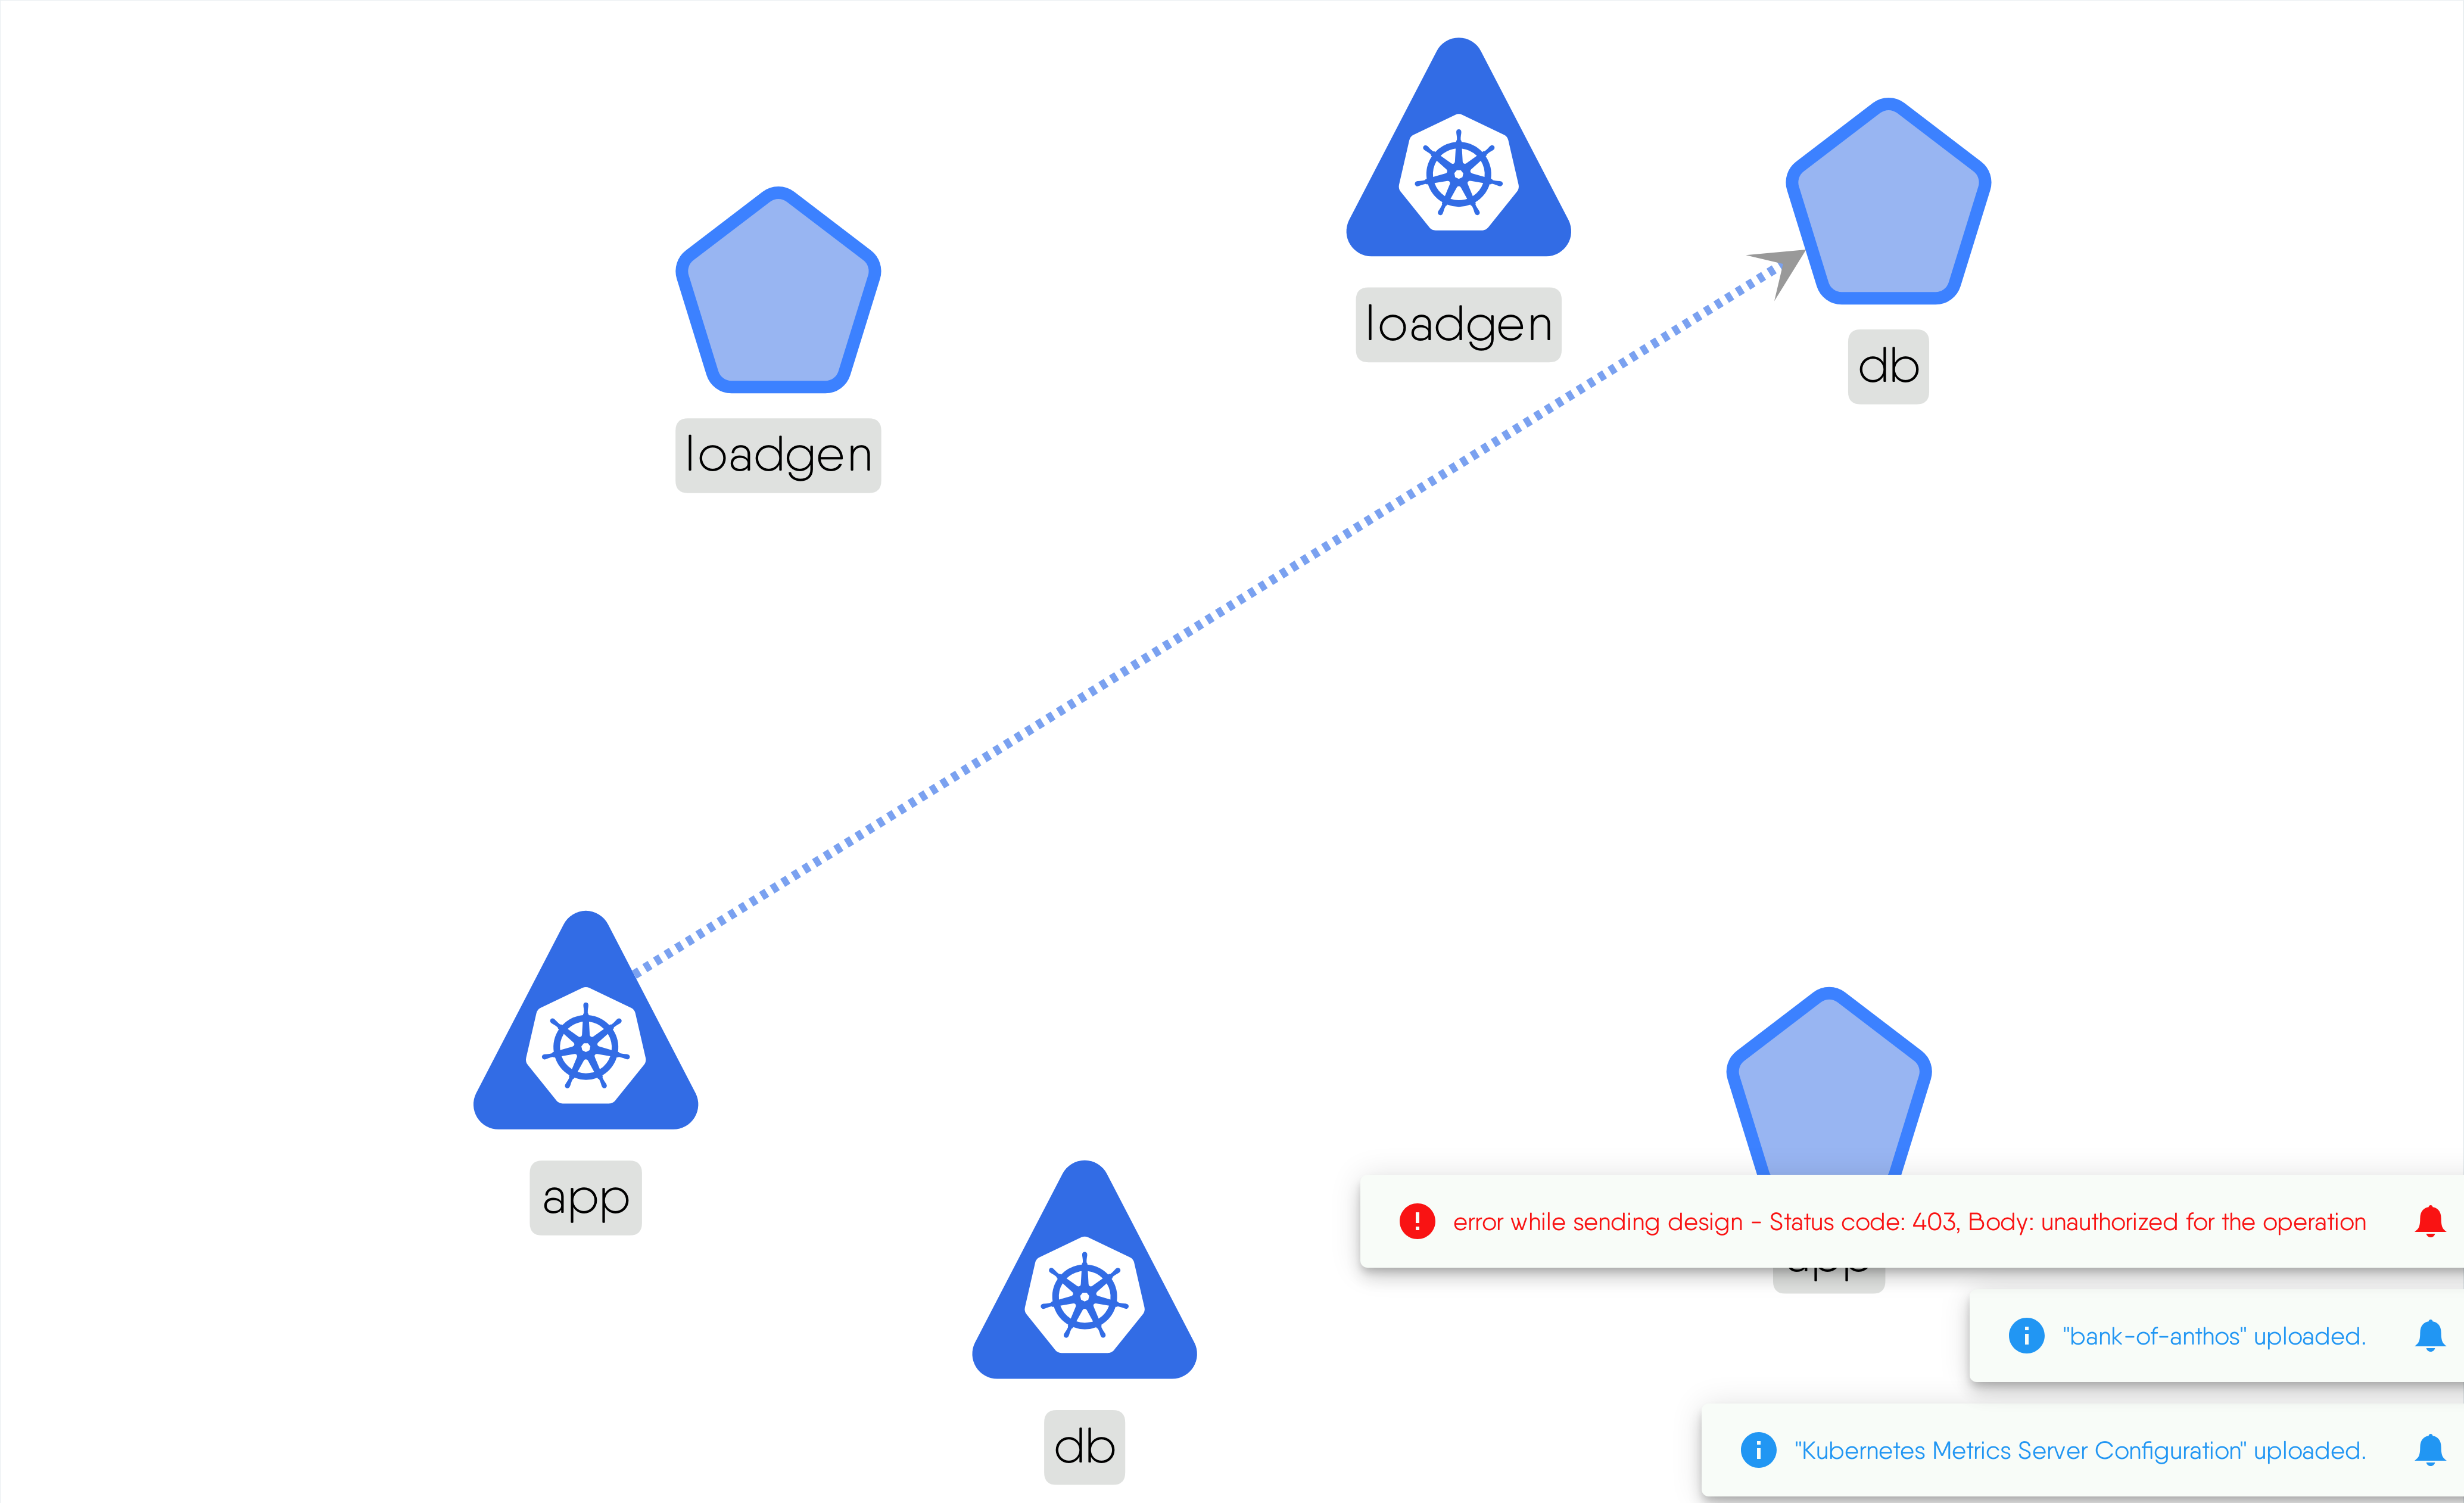 loadgen
db
loadgen
app
error while sending design - Status code: 403, Body: unauthorized for the operation
"bank-of-anthos" uploaded.
db
"Kubernetes Metrics Server Configuration" uploaded.